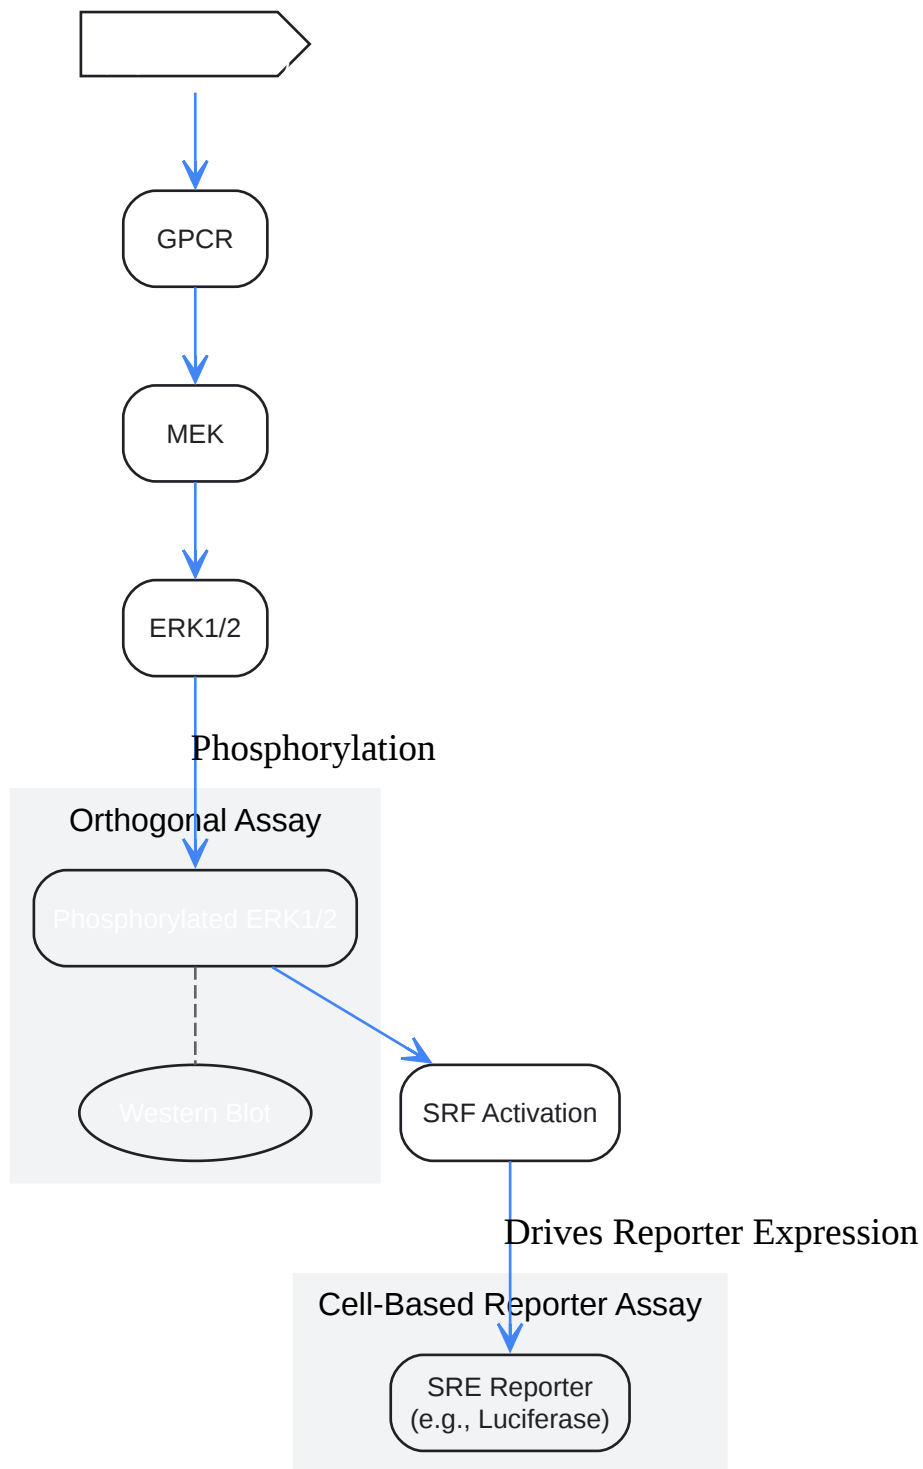 GPCR
MEK
ERK1/2
Phosphorylation
Orthogonal Assay
Phosphorylated ERK1/2
Western Blot
SRF Activation
Drives Reporter Expression
Cell-Based Reporter Assay
SRE Reporter
(e.g., Luciferase)